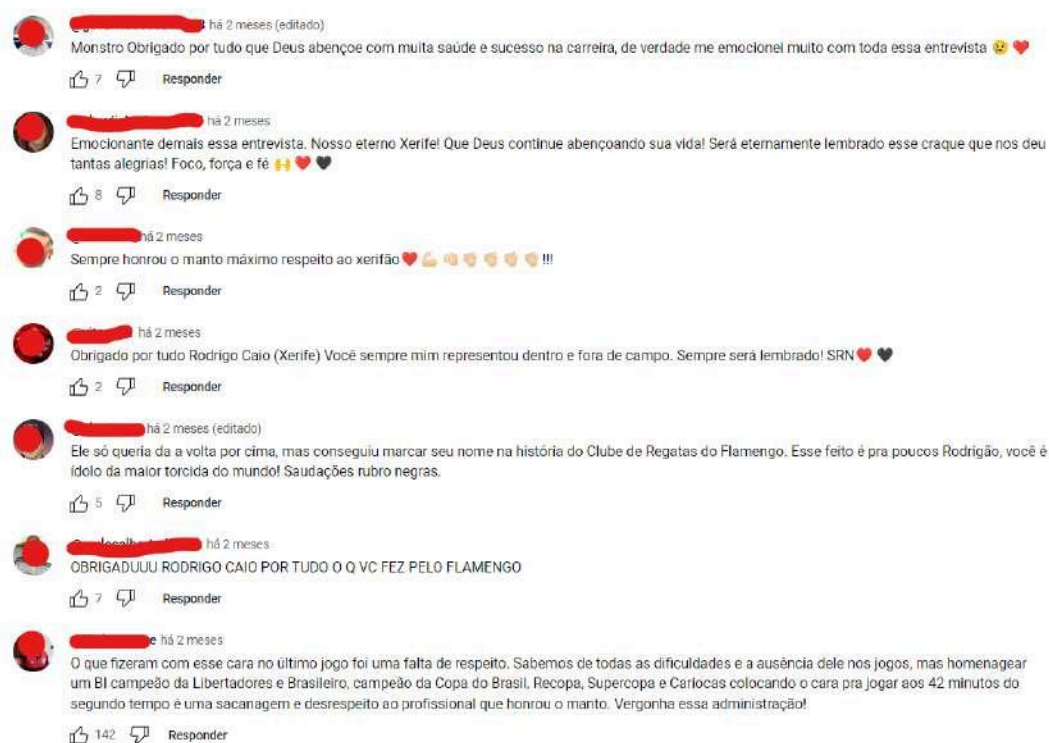 há 2 meses (editado)
Monstro Obrigado por tudo que Deus abençoe com muita saúde e sucesso na carreira, de verdade me emocionei muito com toda essa entrevista 😢 ❤️
7 Responder
há 2 meses
Emocionante demais essa entrevista. Nosso eterno Xerife! Que Deus continue abençoando sua vida! Será eternamente lembrado esse craque que nos deu
tantas alegrias! Foco, força e fé 🙌 ❤️ 🖤
8 Responder
há 2 meses
Sempre honrou o manto máximo respeito ao xerifão❤️💪🏻👊🏻👏🏻👏🏻👏🏻👏🏻!!!
2 Responder
há 2 meses
Obrigado por tudo Rodrigo Caio (Xerife) Você sempre mim representou dentro e fora de campo. Sempre será lembrado! SRN❤️ 🖤
2 Responder
há 2 meses (editado)
Ele só queria da a volta por cima, mas conseguiu marcar seu nome na história do Clube de Regatas do Flamengo. Esse feito é pra poucos Rodrigão, você é
ídolo da maior torcida do mundo! Saudações rubro negras.
5 Responder
há 2 meses
OBRIGADUUU RODRIGO CAIO POR TUDO O Q VC FEZ PELO FLAMENGO
7 Responder
há 2 meses
O que fizeram com esse cara no último jogo foi uma falta de respeito. Sabemos de todas as dificuldades e a ausência dele nos jogos, mas homenagear
um BI campeão da Libertadores e Brasileiro, campeão da Copa do Brasil, Recopa, Supercopa e Cariocas colocando o cara pra jogar aos 42 minutos do
segundo tempo é uma sacanagem e desrespeito ao profissional que honrou o manto. Vergonha essa administração!
142 Responder